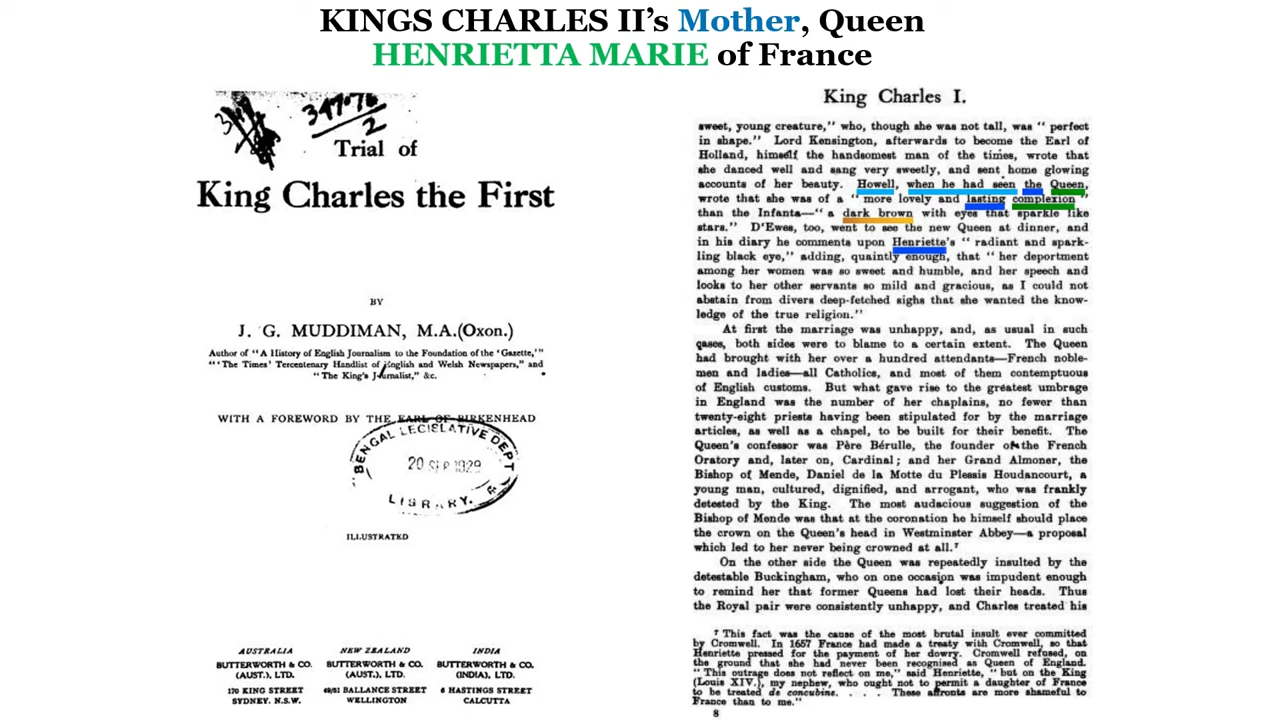 KINGS CHARLES II's Mother, Queen
HENRIETTA MARIE of France
347.76
2
Trial of
King Charles the First
BY
J. G. MUDDIMAN, M.A.(Oxon.)
Author of "A History of English Journalism to the Foundation of the 'Gazette,'"
"'The Times' Tercentenary Handlist of English and Welsh Newspapers," and
"The King's Journalist," &c.
WITH A FOREWORD BY THE EARL OF BIRKENHEAD
BENGAL LEGISLATIVE DEPT
20 SEP 1929
LIBRARY.
ILLUSTRATED
AUSTRALIA
BUTTERWORTH & CO.
(AUST.), LTD.
170 KING STREET
SYDNEY. N.S.W.
NEW ZEALAND
BUTTERWORTH & CO.
(AUST.), LTD.
49/51 BALLANCE STREET
WELLINGTON
INDIA
BUTTERWORTH & CO.
(INDIA), LTD.
6 HASTINGS STREET
CALCUTTA
King Charles I.
sweet, young creature," who, though she was not tall, was "perfect
in shape." Lord Kensington, afterwards to become the Earl of
Holland, himself the handsomest man of the times, wrote that
she danced well and sang very sweetly, and sent home glowing
accounts of her beauty. Howell, when he had seen the Queen,
wrote that she was of a "more lovely and lasting complexion"
than the Infanta—"a dark brown with eyes that sparkle like
stars." D'Ewes, too, went to see the new Queen at dinner, and
in his diary he comments upon Henriette's "radiant and spark-
ling black eye," adding, quaintly enough, that "her deportment
among her women was so sweet and humble, and her speech and
looks to her other servants so mild and gracious, as I could not
abstain from divers deep-fetched sighs that she wanted the know-
ledge of the true religion."
At first the marriage was unhappy, and, as usual in such
cases, both sides were to blame to a certain extent. The Queen
had brought with her over a hundred attendants—French noble-
men and ladies—all Catholics, and most of them contemptuous
of English customs. But what gave rise to the greatest umbrage
in England was the number of her chaplains, no fewer than
twenty-eight priests having been stipulated for by the marriage
articles, as well as a chapel, to be built for their benefit. The
Queen's confessor was Père Bérulle, the founder of the French
Oratory and, later on, Cardinal; and her Grand Almoner, the
Bishop of Mende, Daniel de la Motte du Plessis Houdancourt, a
young man, cultured, dignified, and arrogant, who was frankly
detested by the King. The most audacious suggestion of the
Bishop of Mende was that at the coronation he himself should place
the crown on the Queen's head in Westminster Abbey—a proposal
which led to her never being crowned at all.⁷
On the other side the Queen was repeatedly insulted by the
detestable Buckingham, who on one occasion was impudent enough
to remind her that former Queens had lost their heads. Thus
the Royal pair were consistently unhappy, and Charles treated his
⁷ This fact was the cause of the most brutal insult ever committed
by Cromwell. In 1657 France had made a treaty with Cromwell, so that
Henriette pressed for the payment of her dowry. Cromwell refused, on
the ground that she had never been recognised as Queen of England.
"This outrage does not reflect on me," said Henriette, "but on the King
(Louis XIV.), my nephew, who ought not to permit a daughter of France
to be treated de concubine. . . . These affronts are more shameful to
France than to me."
8